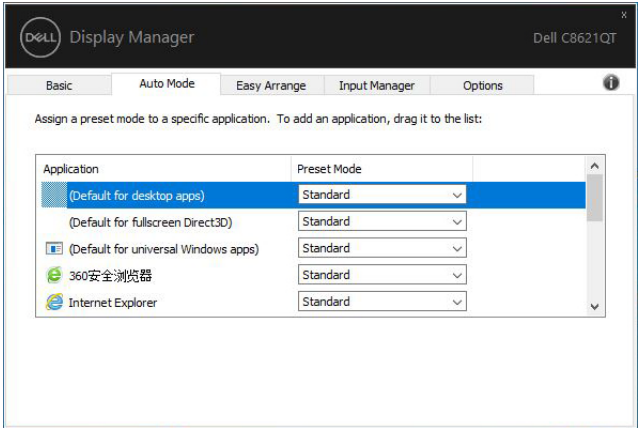 x
DELL Display Manager Dell C8621QT
Basic Auto Mode Easy Arrange Input Manager Options
Assign a preset mode to a specific application. To add an application, drag it to the list:
Application Preset Mode
(Default for desktop apps) Standard
(Default for fullscreen Direct3D) Standard
(Default for universal Windows apps) Standard
360安全浏览器 Standard
Internet Explorer Standard